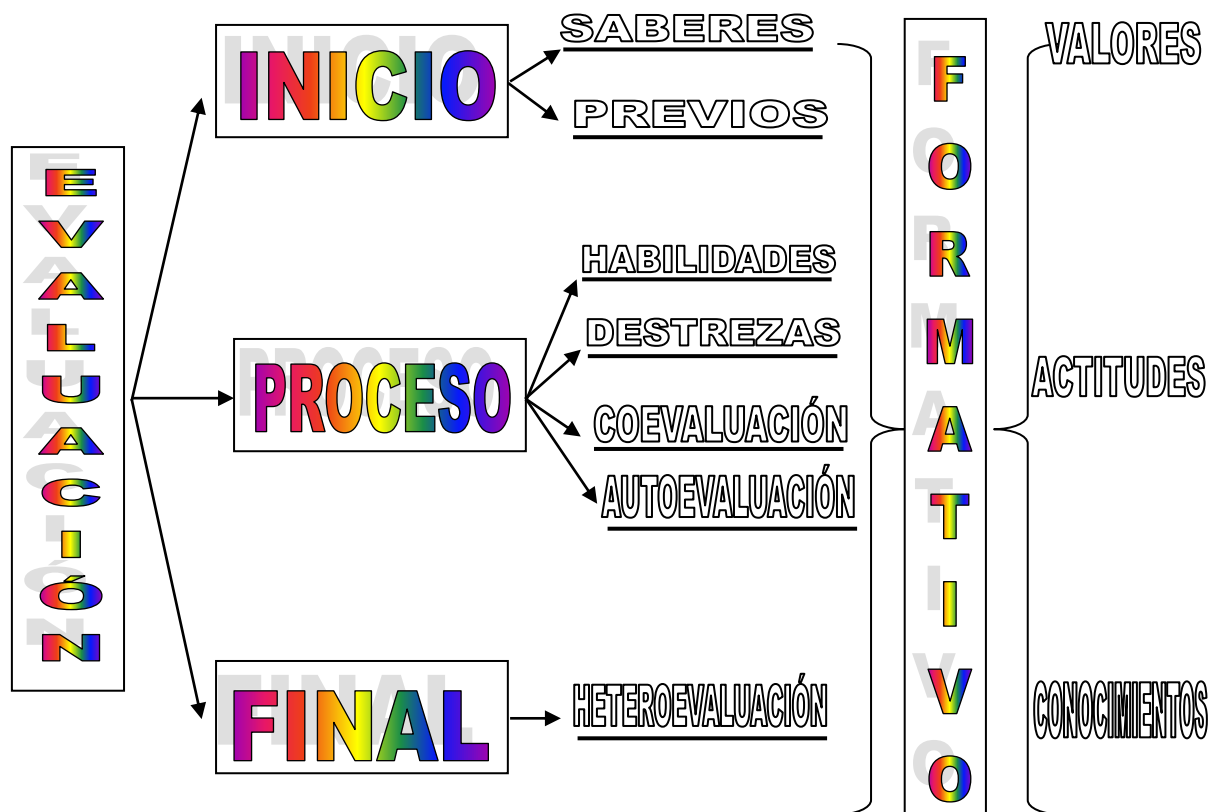 EVALUACIÓN
INICIO
SABERES
PREVIOS
PROCESO
HABILIDADES
DESTREZAS
COEVALUACIÓN
AUTOEVALUACIÓN
FINAL
HETEROEVALUACIÓN
FORMATIVO
VALORES
ACTITUDES
CONOCIMIENTOS